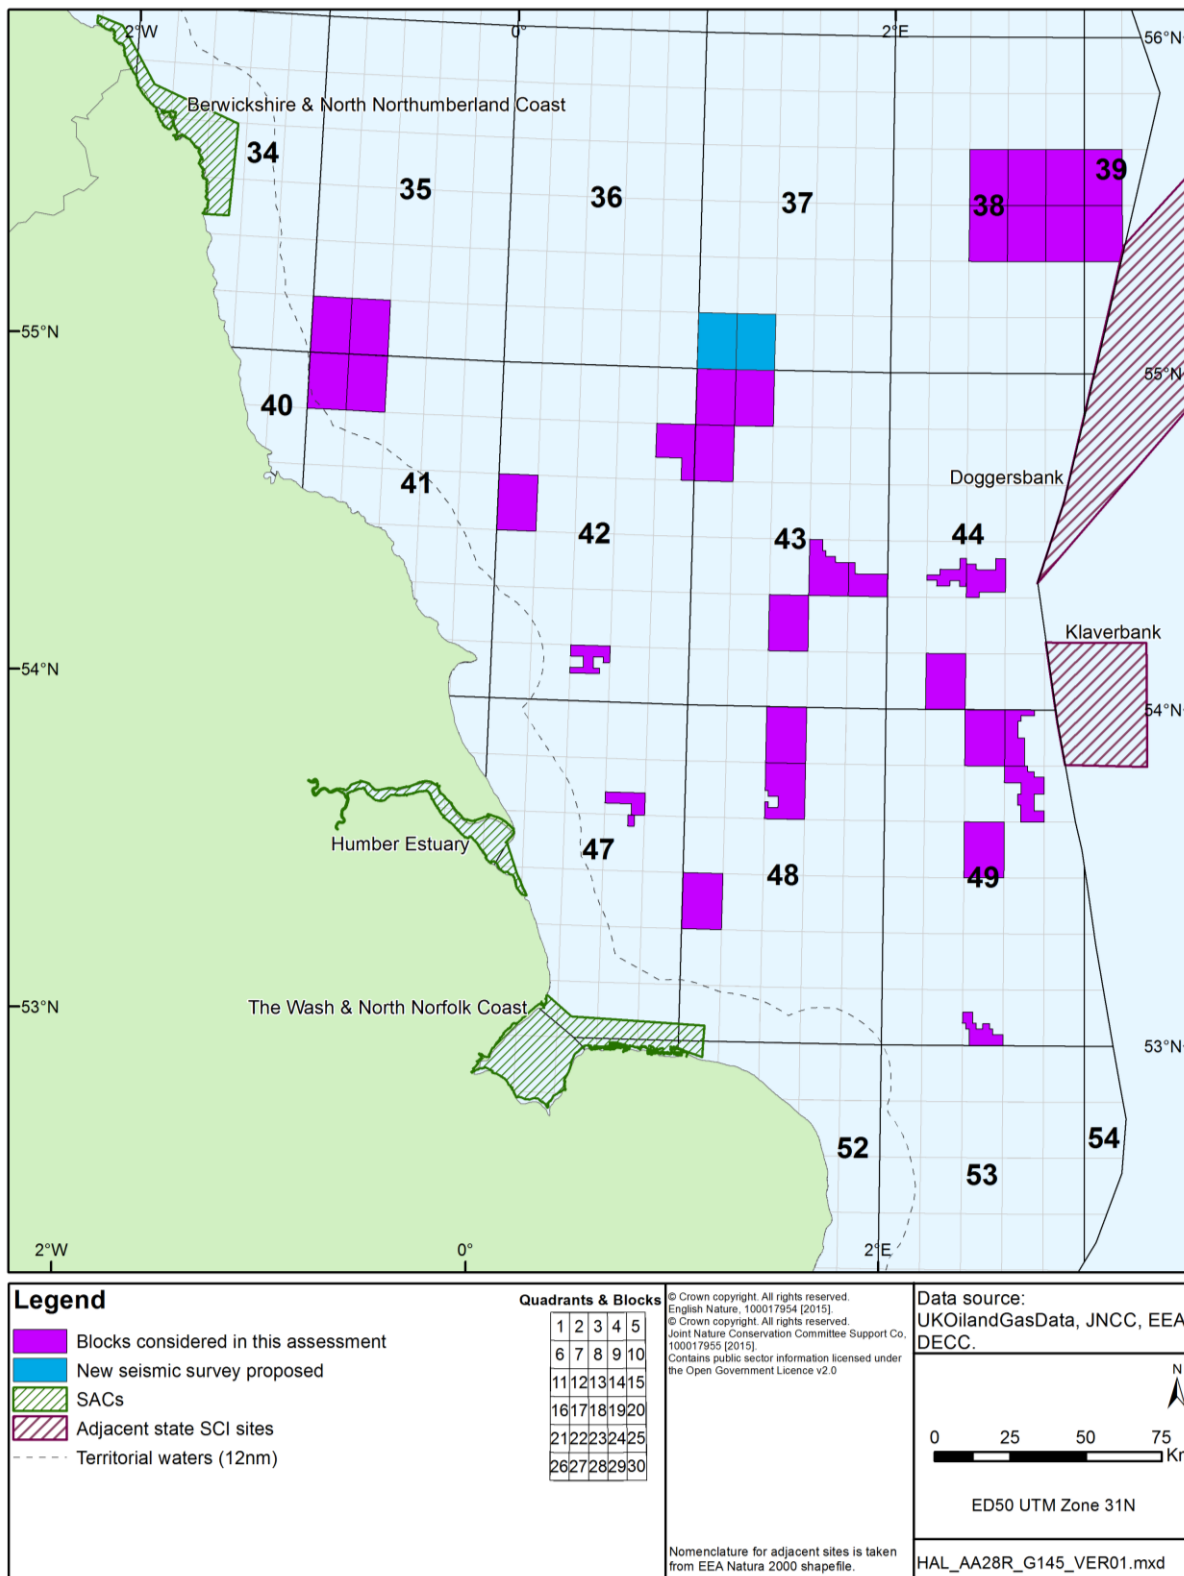 2°W
0°
2°E
56°N
Berwickshire & North Northumberland Coast
34
35
36
37
38
39
55°N
55°N
40
41
42
43
44
Doggersbank
Klaverbank
54°N
54°N
Humber Estuary
47
48
49
The Wash & North Norfolk Coast
53°N
53°N
52
53
54
2°W
0°
2°E
Legend
Blocks considered in this assessment
New seismic survey proposed
SACs
Adjacent state SCI sites
Territorial waters (12nm)
Quadrants & Blocks
1 2 3 4 5
6 7 8 9 10
11 12 13 14 15
16 17 18 19 20
21 22 23 24 25
26 27 28 29 30
© Crown copyright. All rights reserved.
English Nature, 100017954 [2015].
© Crown copyright. All rights reserved.
Joint Nature Conservation Committee Support Co,
100017955 [2015].
Contains public sector information licensed under
the Open Government Licence v2.0
Nomenclature for adjacent sites is taken
from EEA Natura 2000 shapefile.
Data source:
UKOilandGasData, JNCC, EEA
DECC.
N
0 25 50 75
ED50 UTM Zone 31N
HAL_AA28R_G145_VER01.mxd